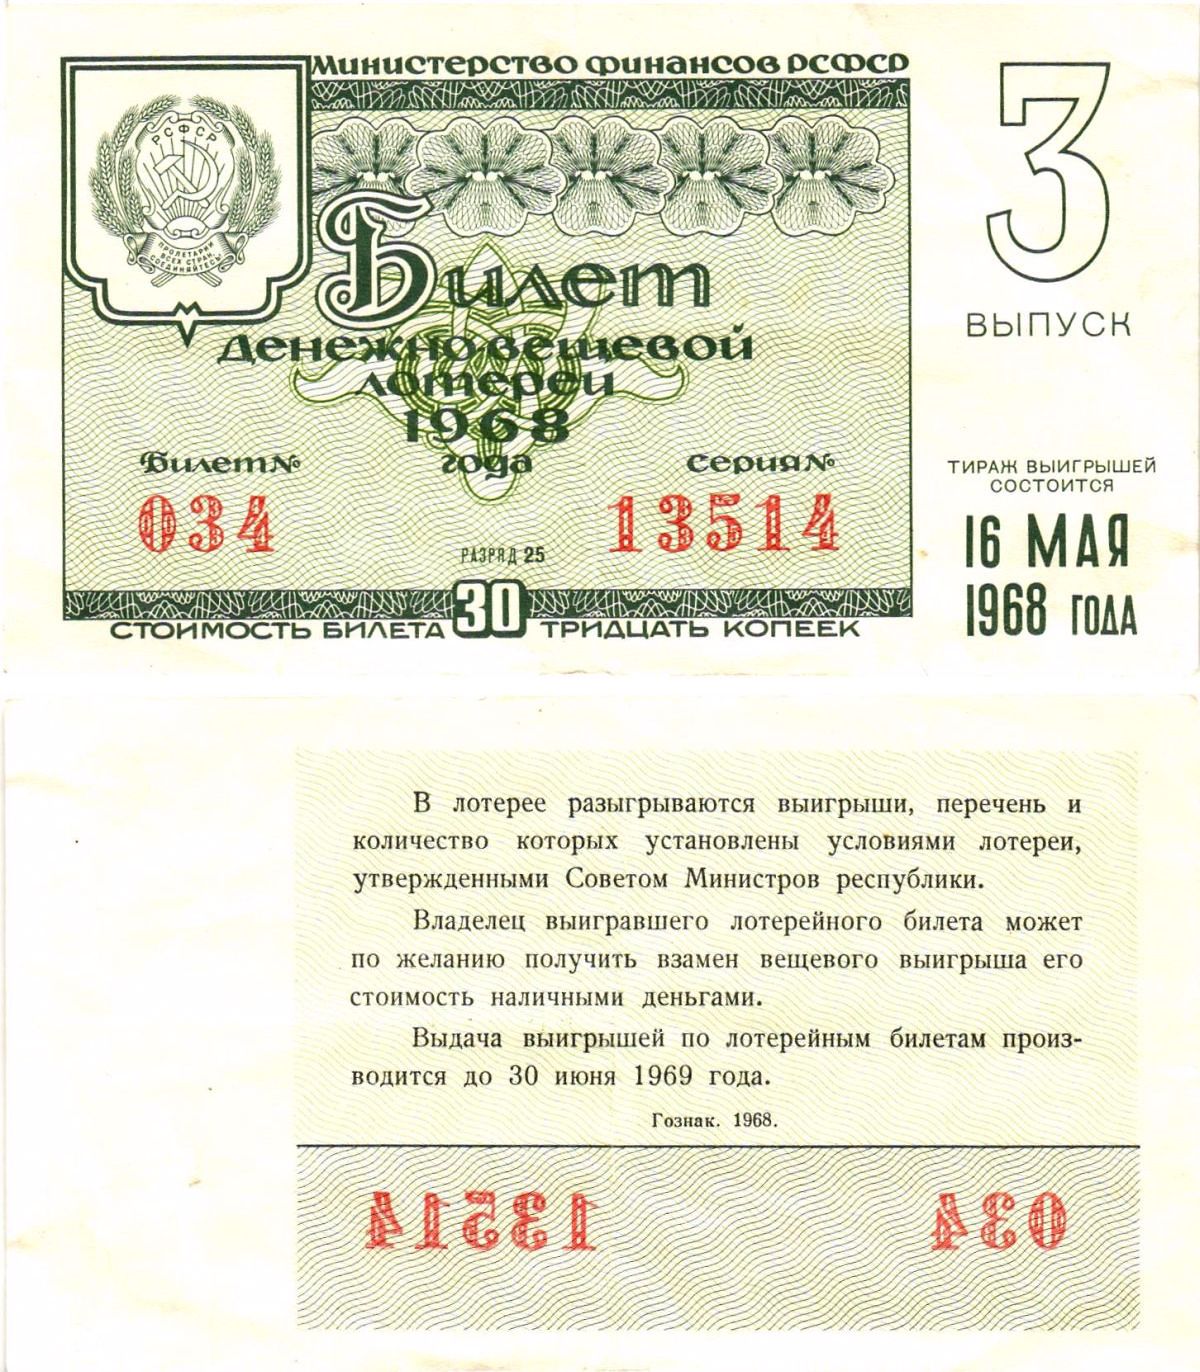 Министерство финансов РСФСР
РСФСР
ПРОЛЕТАРИИ
ВСЕХ СТРАН,
СОЕДИНЯЙТЕСЬ!
Билет
денежно-вещевой
лотереи
1968
года
Билет №
034
серия №
13514
РАЗРЯД 25
30
СТОИМОСТЬ БИЛЕТА ТРИДЦАТЬ КОПЕЕК
3
ВЫПУСК
ТИРАЖ ВЫИГРЫШЕЙ
СОСТОИТСЯ
16 МАЯ
1968 ГОДА
В лотерее разыгрываются выигрыши, перечень и
количество которых установлены условиями лотереи,
утвержденными Советом Министров республики.
Владелец выигравшего лотерейного билета может
по желанию получить взамен вещевого выигрыша его
стоимость наличными деньгами.
Выдача выигрышей по лотерейным билетам произ-
водится до 30 июня 1969 года.
Гознак. 1968.
13514 034